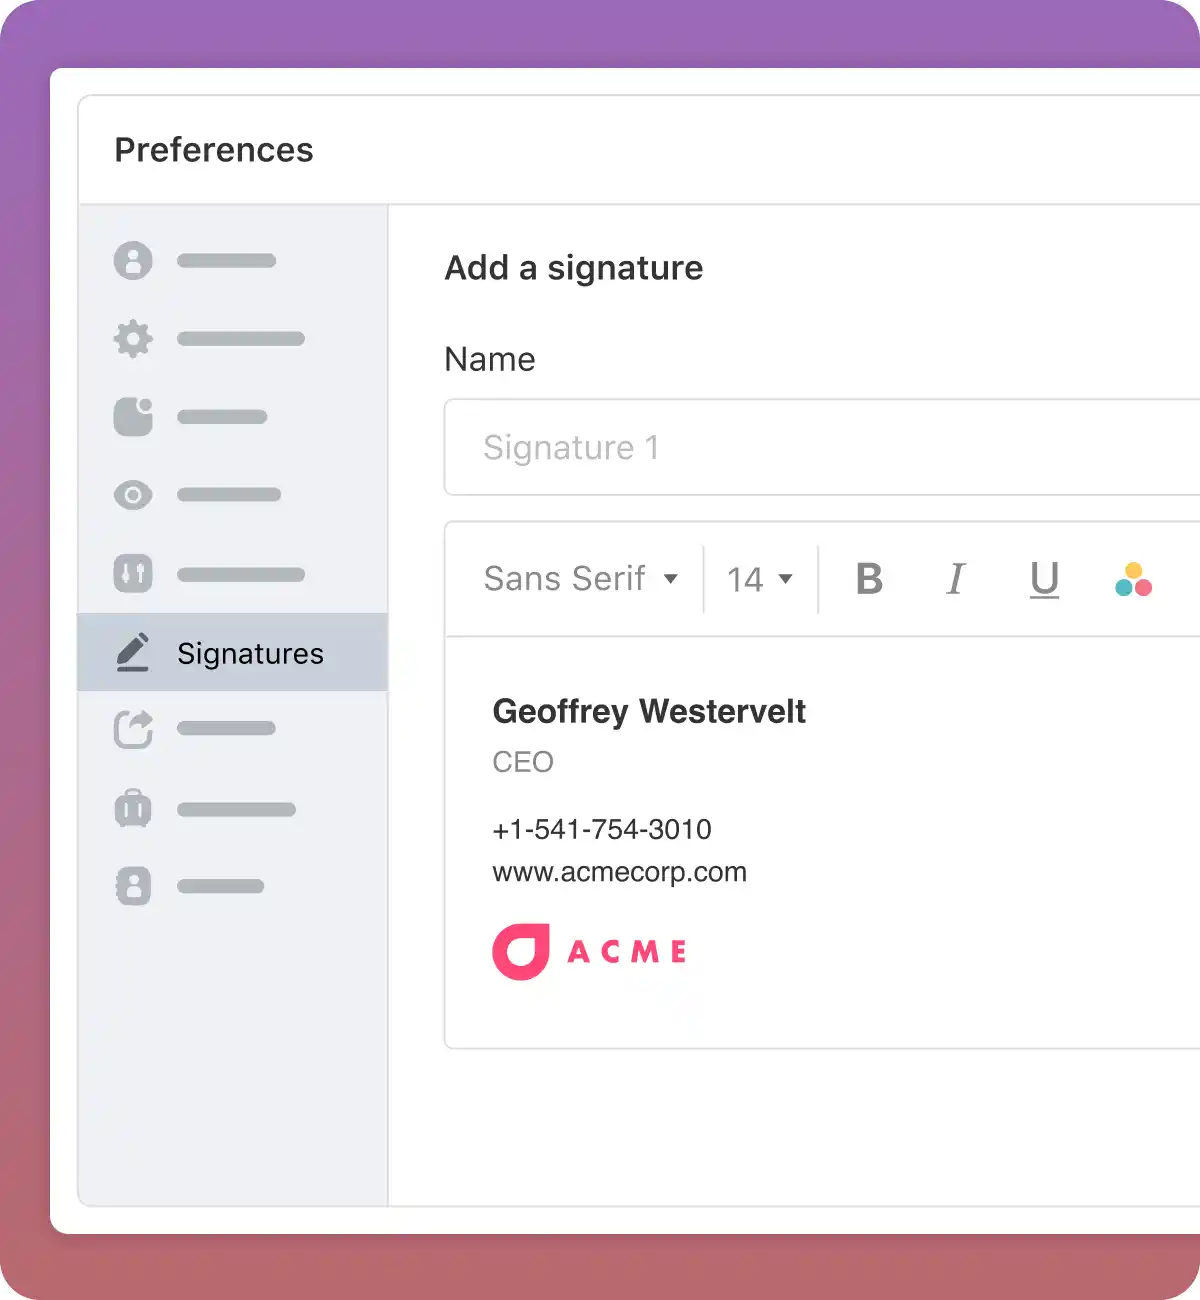 Preferences
Add a signature
Name
Signature 1
Sans Serif 14 B I U
Signatures
Geoffrey Westervelt
CEO
+1-541-754-3010
www.acmecorp.com
ACME